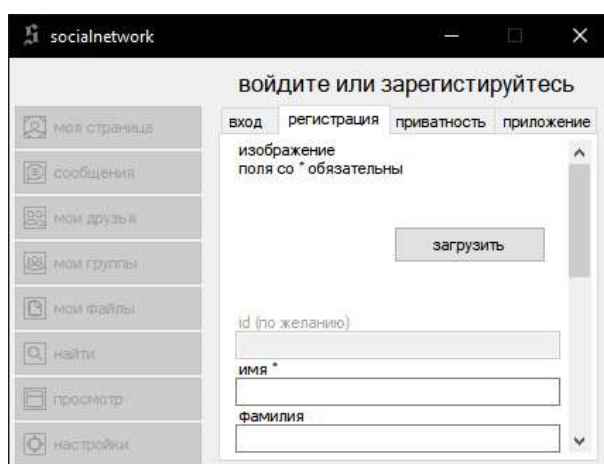 socialnetwork
войдите или зарегистируйтесь
моя страница
сообщения
мои друзья
мои группы
мои файлы
найти
просмотр
настройки
вход регистрация приватность приложение
изображение
поля со * обязательны
загрузить
id (по желанию)
имя *
фамилия